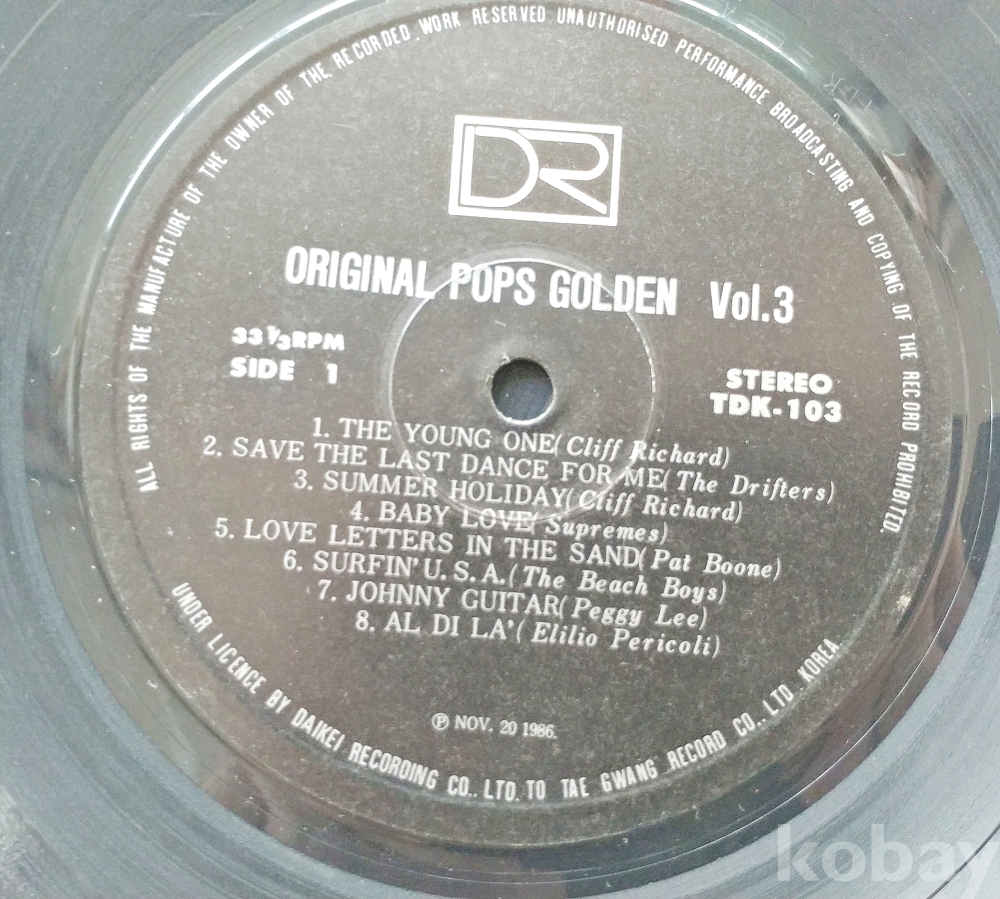 ALL RIGHTS OF THE MANUFACTURE OF THE OWNER OF THE. RECORDED. WORK RESERVED. UNAUTHORISED PERFORMANCE BROADCASTING AND COPYING .OF THE RECORD PROHIBITED.
DR
ORIGINAL POPS GOLDEN Vol.3
33 1/3 RPM
SIDE 1
STEREO
TDK-103
1. THE YOUNG ONE(Cliff Richard)
2. SAVE THE LAST DANCE FOR ME(The Drifters)
3. SUMMER HOLIDAY(Cliff Richard)
4. BABY LOVE(Supremes)
5. LOVE LETTERS IN THE SAND(Pat Boone)
6. SURFIN' U.S.A.(The Beach Boys)
7. JOHNNY GUITAR(Peggy Lee)
8. AL DI LA'(Elilio Pericoli)
Ⓟ NOV. 20 1986.
UNDER LICENCE BY DAIKEI RECORDING CO.. LTD. TO TAE GWANG RECORD CO.. LTD. KOREA
kobay